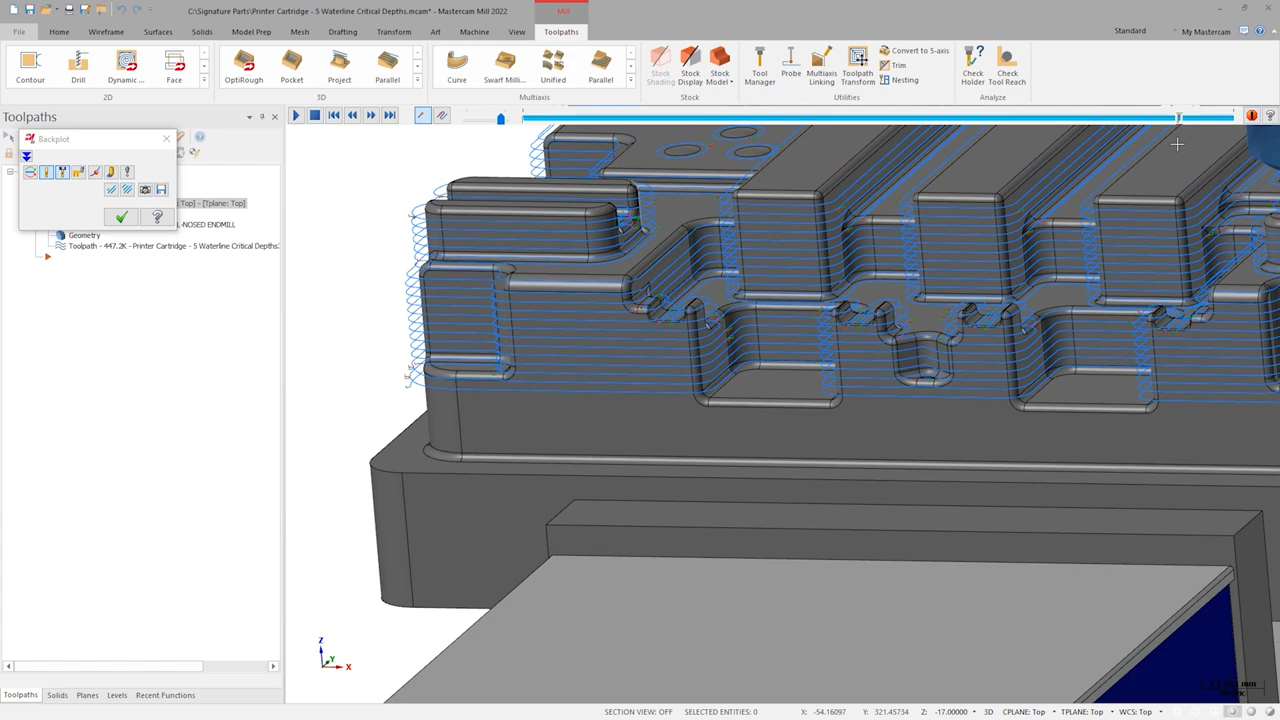 C:\Signature Parts\Printer Cartridge - 5 Waterline Critical Depths.mcam* - Mastercam Mill 2022
Mill
File Home Wireframe Surfaces Solids Model Prep Mesh Drafting Transform Art Machine View Toolpaths
Standard My Mastercam
Contour Drill Dynamic ... Face
2D
OptiRough Pocket Project Parallel
3D
Curve Swarf Milli... Unified Parallel
Multiaxis
Stock Shading Stock Display Stock Model
Stock
Tool Manager Probe Multiaxis Linking Toolpath Transform Convert to 5-axis
Trim
Nesting
Utilities
Check Holder Check Tool Reach
Analyze
Toolpaths
Backplot
Top] - [Tplane: Top]
L-NOSED ENDMILL
Geometry
Toolpath - 447.2K - Printer Cartridge - 5 Waterline Critical Depths
Z
Y
X
Toolpaths Solids Planes Levels Recent Functions
SECTION VIEW: OFF SELECTED ENTITIES: 0 X: -54.16097 Y: 321.45734 Z: -17.00000 3D CPLANE: Top TPLANE: Top WCS: Top